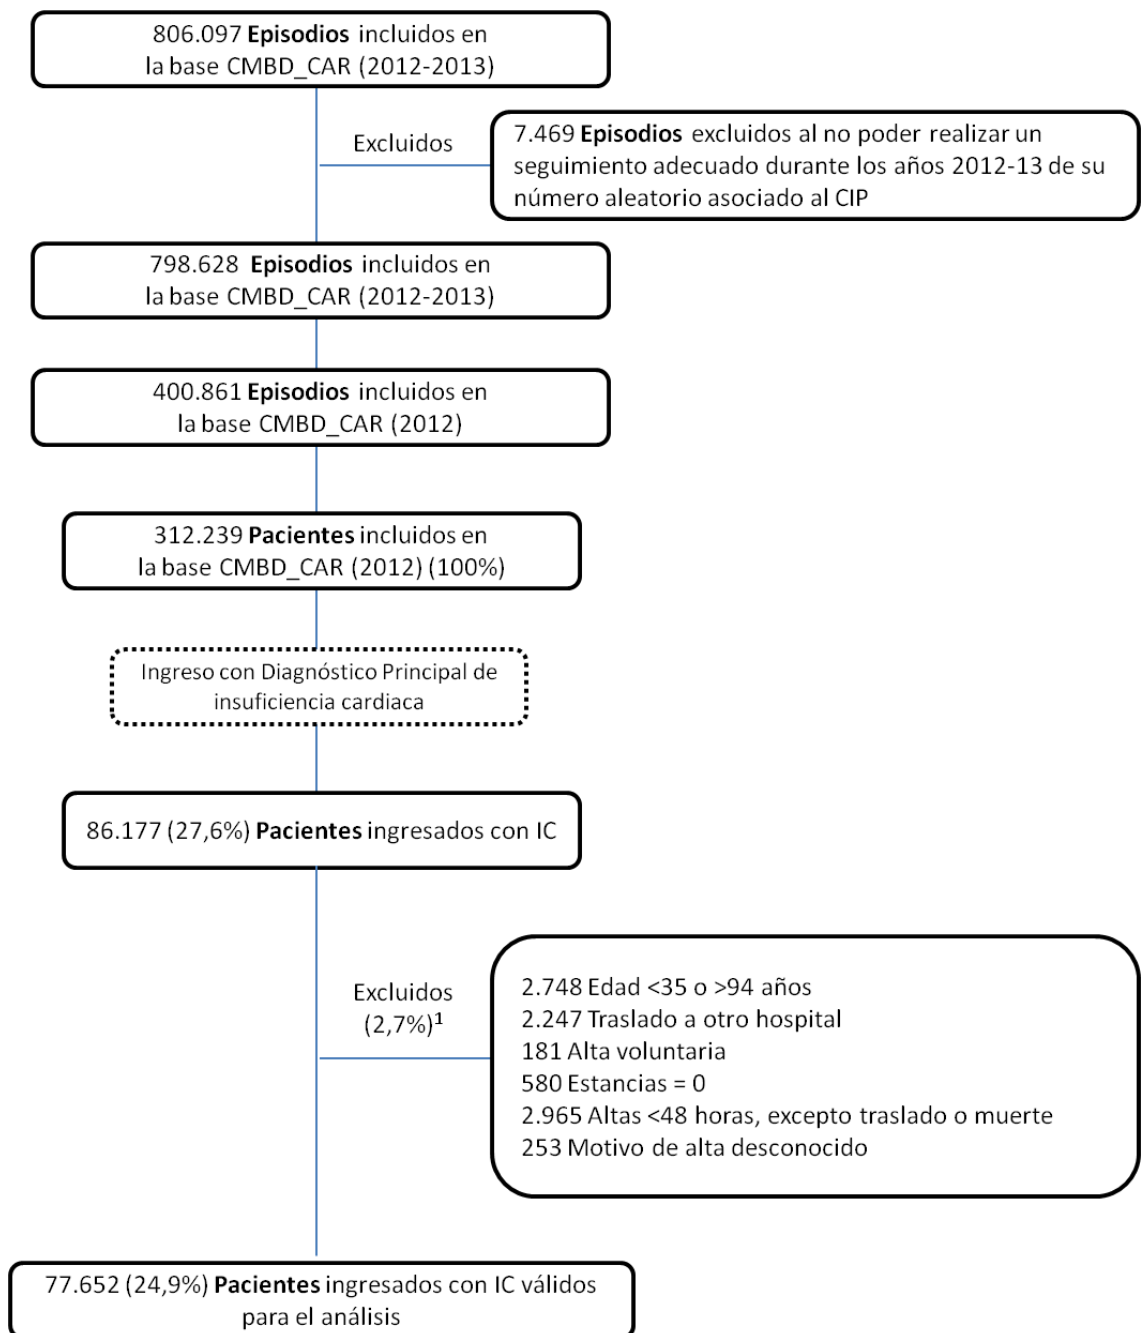 806.097 Episodios incluidos en
la base CMBD_CAR (2012-2013)
Excluidos
7.469 Episodios excluidos al no poder realizar un
seguimiento adecuado durante los años 2012-13 de su
número aleatorio asociado al CIP
798.628 Episodios incluidos en
la base CMBD_CAR (2012-2013)
400.861 Episodios incluidos en
la base CMBD_CAR (2012)
312.239 Pacientes incluidos en
la base CMBD_CAR (2012) (100%)
Ingreso con Diagnóstico Principal de
insuficiencia cardiaca
86.177 (27,6%) Pacientes ingresados con IC
Excluidos
(2,7%)¹
2.748 Edad <35 o >94 años
2.247 Traslado a otro hospital
181 Alta voluntaria
580 Estancias = 0
2.965 Altas <48 horas, excepto traslado o muerte
253 Motivo de alta desconocido
77.652 (24,9%) Pacientes ingresados con IC válidos
para el análisis